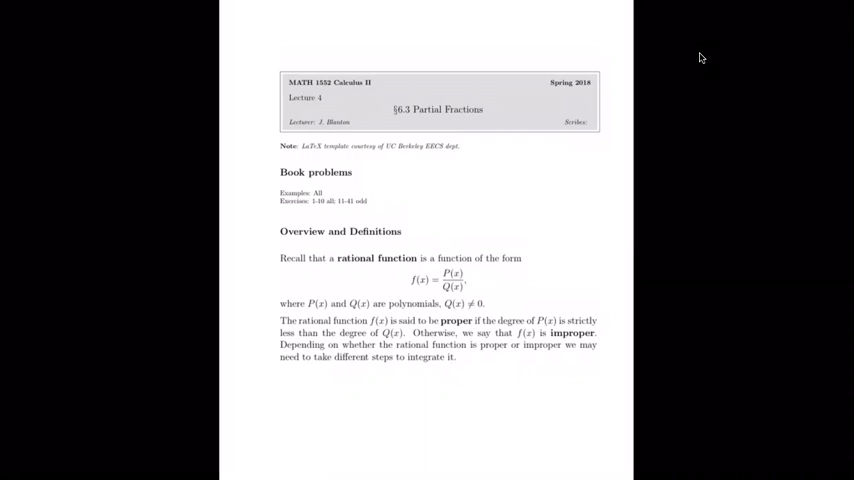 MATH 1552 Calculus II Spring 2018
Lecture 4
§6.3 Partial Fractions
Lecturer: J. Blanton Scribes:
Note: LaTeX template courtesy of UC Berkeley EECS dept.
Book problems
Examples: All
Exercises: 1-10 all; 11-41 odd
Overview and Definitions
Recall that a rational function is a function of the form
f(x) = P(x)/Q(x),
where P(x) and Q(x) are polynomials, Q(x) ≠ 0.
The rational function f(x) is said to be proper if the degree of P(x) is strictly
less than the degree of Q(x). Otherwise, we say that f(x) is improper.
Depending on whether the rational function is proper or improper we may
need to take different steps to integrate it.